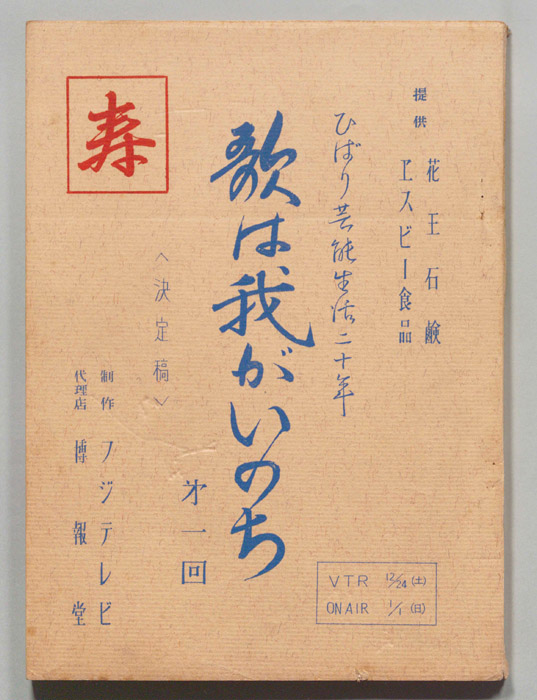 提供
花王石鹸
ヱスビー食品
ひばり芸能生活二十年
歌は我がいのち
第一回
〈決定稿〉
寿
制作 フジテレビ
代理店 博報堂
VTR 12/24(土)
ON AIR 1/1(日)